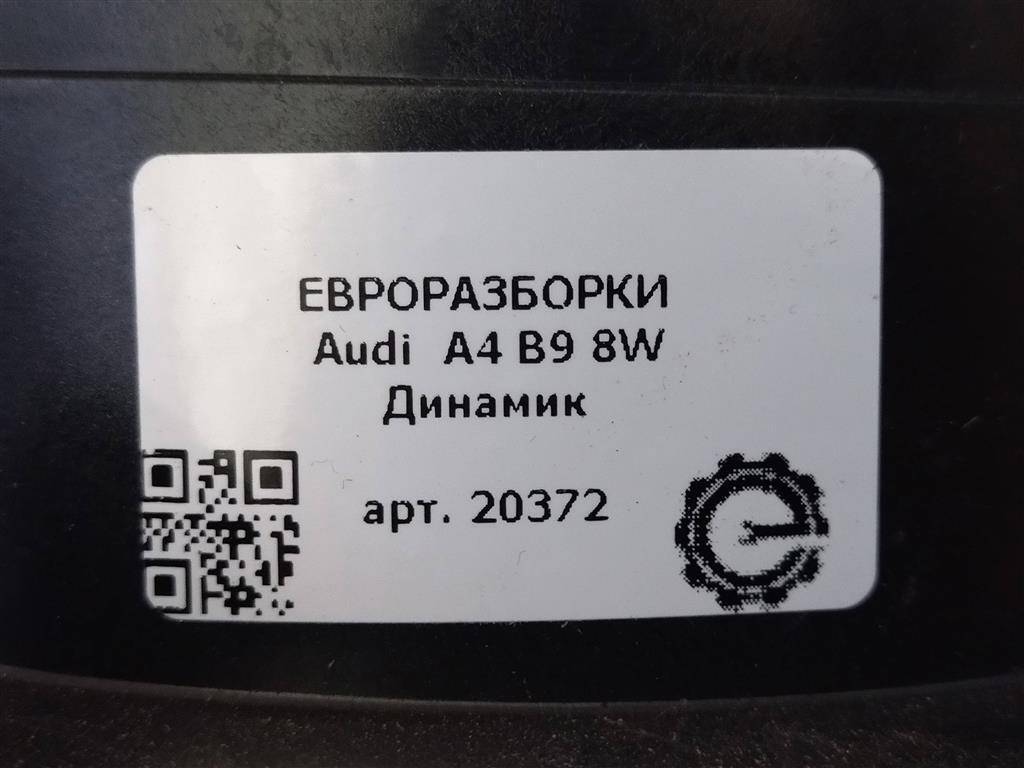 ЕВРОРАЗБОРКИ
Audi A4 B9 8W
Динамик
арт. 20372